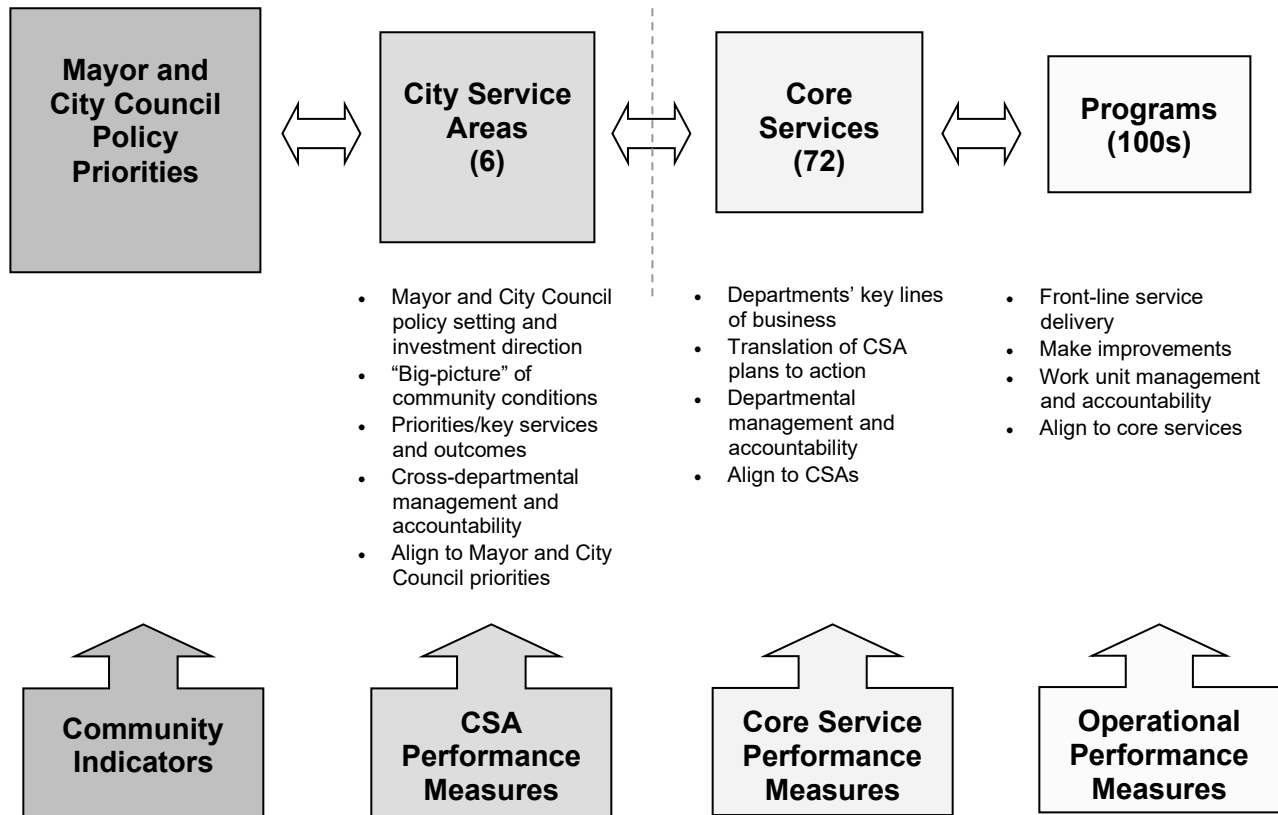 Mayor and
City Council
Policy
Priorities
City Service
Areas
(6)
Core
Services
(72)
Programs
(100s)
• Mayor and City Council
policy setting and
investment direction
• “Big-picture” of
community conditions
• Priorities/key services
and outcomes
• Cross-departmental
management and
accountability
• Align to Mayor and City
Council priorities
• Departments’ key lines
of business
• Translation of CSA
plans to action
• Departmental
management and
accountability
• Align to CSAs
• Front-line service
delivery
• Make improvements
• Work unit management
and accountability
• Align to core services
Community
Indicators
CSA
Performance
Measures
Core Service
Performance
Measures
Operational
Performance
Measures